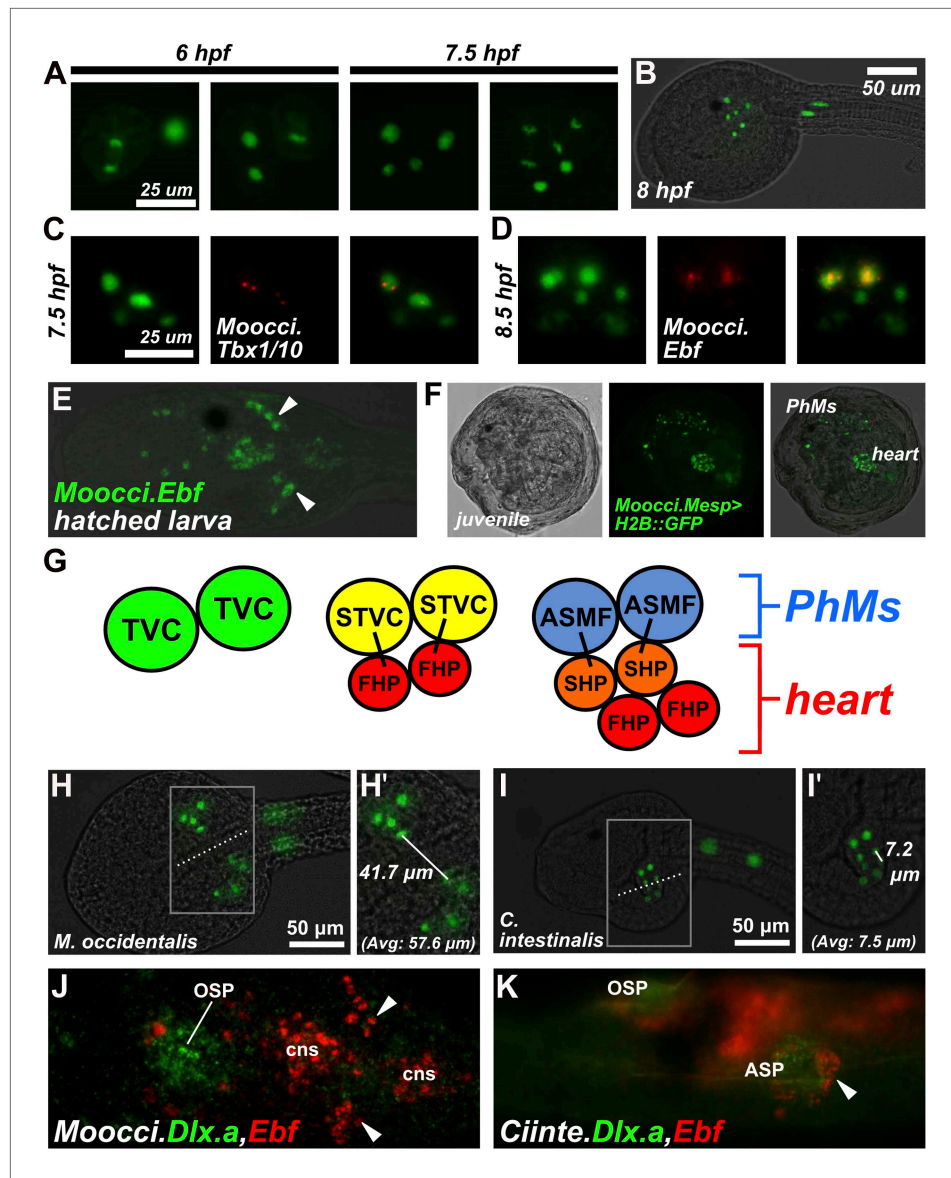 A
6 hpf
7.5 hpf
25 um
B
50 um
8 hpf
C
7.5 hpf
25 um
Moocci.
Tbx1/10
D
8.5 hpf
Moocci.
Ebf
E
Moocci.Ebf
hatched larva
F
juvenile
Moocci.Mesp>
H2B::GFP
PhMs
heart
G
TVC
TVC
STVC
STVC
FHP
FHP
ASMF
ASMF
SHP
SHP
FHP
FHP
PhMs
heart
H
M. occidentalis
50 µm
H'
41.7 µm
(Avg: 57.6 µm)
I
C.
intestinalis
50 µm
I'
7.2
µm
(Avg: 7.5 µm)
J
OSP
cns
cns
Moocci.Dlx.a,Ebf
K
OSP
ASP
Ciinte.Dlx.a,Ebf